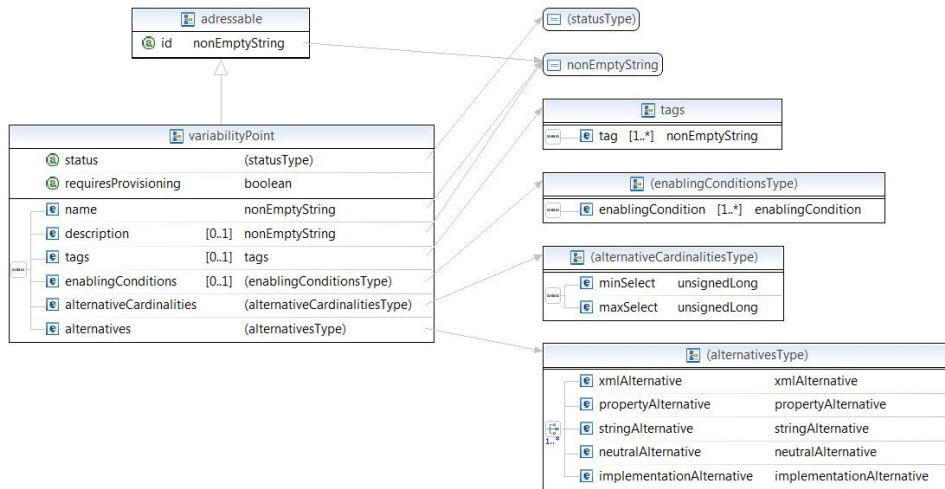 adressable
id nonEmptyString
variabilityPoint
status (statusType)
requiresProvisioning boolean
name nonEmptyString
description [0..1] nonEmptyString
tags [0..1] tags
enablingConditions [0..1] (enablingConditionsType)
alternativeCardinalities (alternativeCardinalitiesType)
alternatives (alternativesType)
(statusType)
nonEmptyString
tags
tag [1..*] nonEmptyString
(enablingConditionsType)
enablingCondition [1..*] enablingCondition
(alternativeCardinalitiesType)
minSelect unsignedLong
maxSelect unsignedLong
(alternativesType)
xmlAlternative xmlAlternative
propertyAlternative propertyAlternative
stringAlternative stringAlternative
1..*
neutralAlternative neutralAlternative
implementationAlternative implementationAlternative